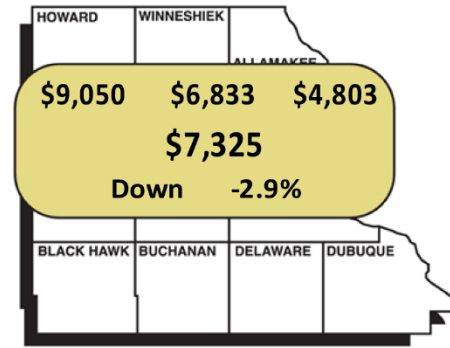 HOWARD WINNESHIEK
ALLAMAKEE
$9,050 $6,833 $4,803
$7,325
Down -2.9%
BLACK HAWK BUCHANAN DELAWARE DUBUQUE